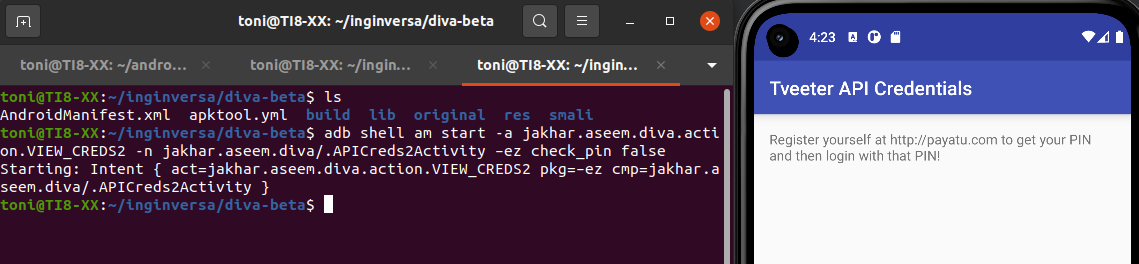 toni@TI8-XX: ~/inginversa/diva-beta
toni@TI8-XX: ~/andro...
toni@TI8-XX: ~/ingin...
toni@TI8-XX: ~/ingin...
toni@TI8-XX:~/inginversa/diva-beta$ ls
AndroidManifest.xml apktool.yml build lib original res smali
toni@TI8-XX:~/inginversa/diva-beta$ adb shell am start -a jakhar.aseem.diva.acti
on.VIEW_CREDS2 -n jakhar.aseem.diva/.APICreds2Activity –ez check_pin false
Starting: Intent { act=jakhar.aseem.diva.action.VIEW_CREDS2 pkg=–ez cmp=jakhar.a
seem.diva/.APICreds2Activity }
toni@TI8-XX:~/inginversa/diva-beta$
4:23
Tveeter API Credentials
Register yourself at http://payatu.com to get your PIN
and then login with that PIN!